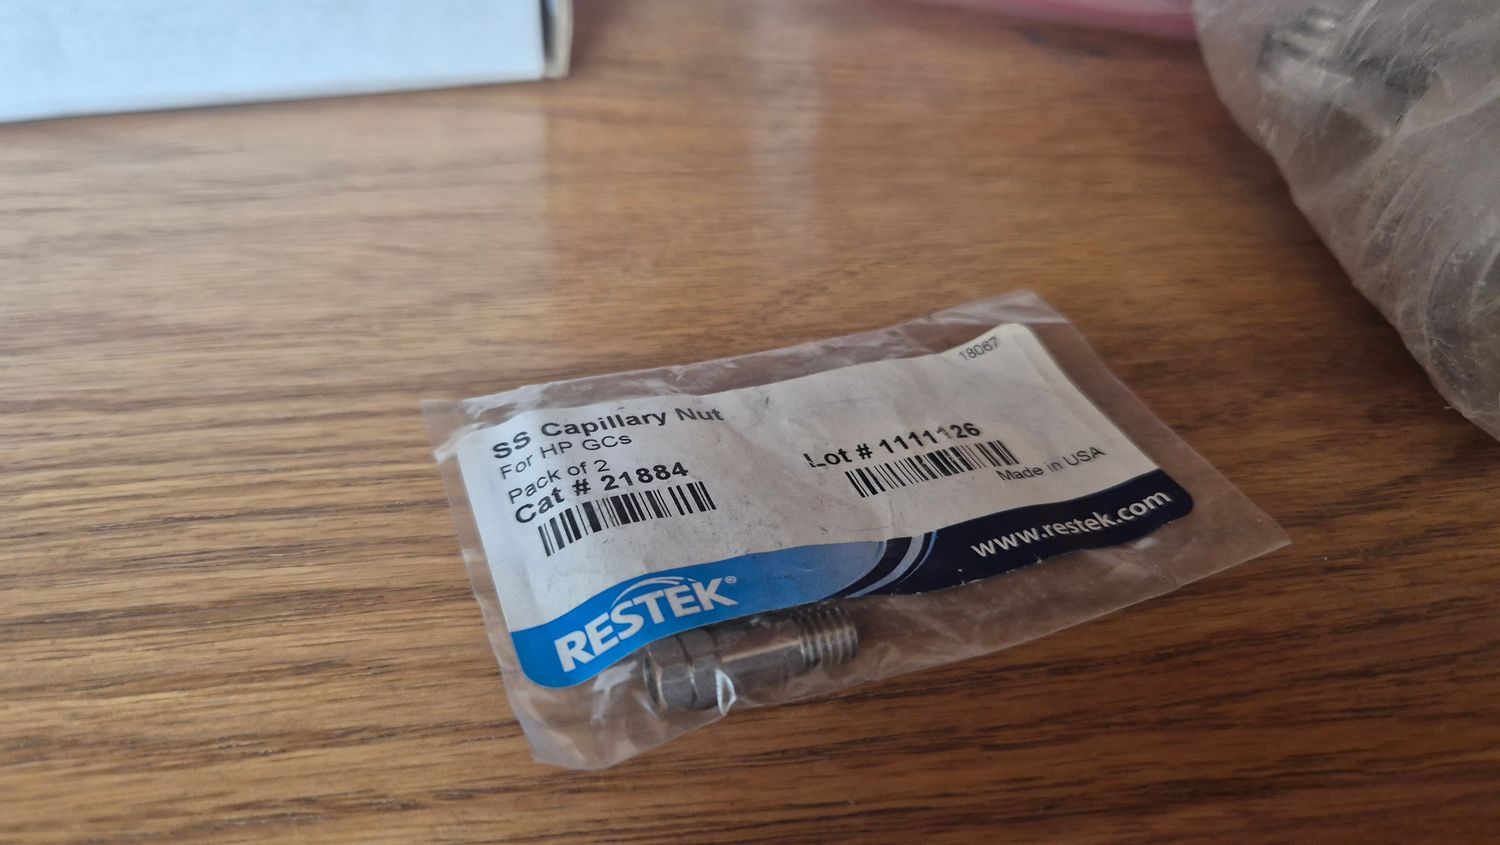 18067
SS Capillary Nut
For HP GCs
Pack of 2
Cat # 21884
Lot # 1111126
Made in USA
RESTEK®
www.restek.com